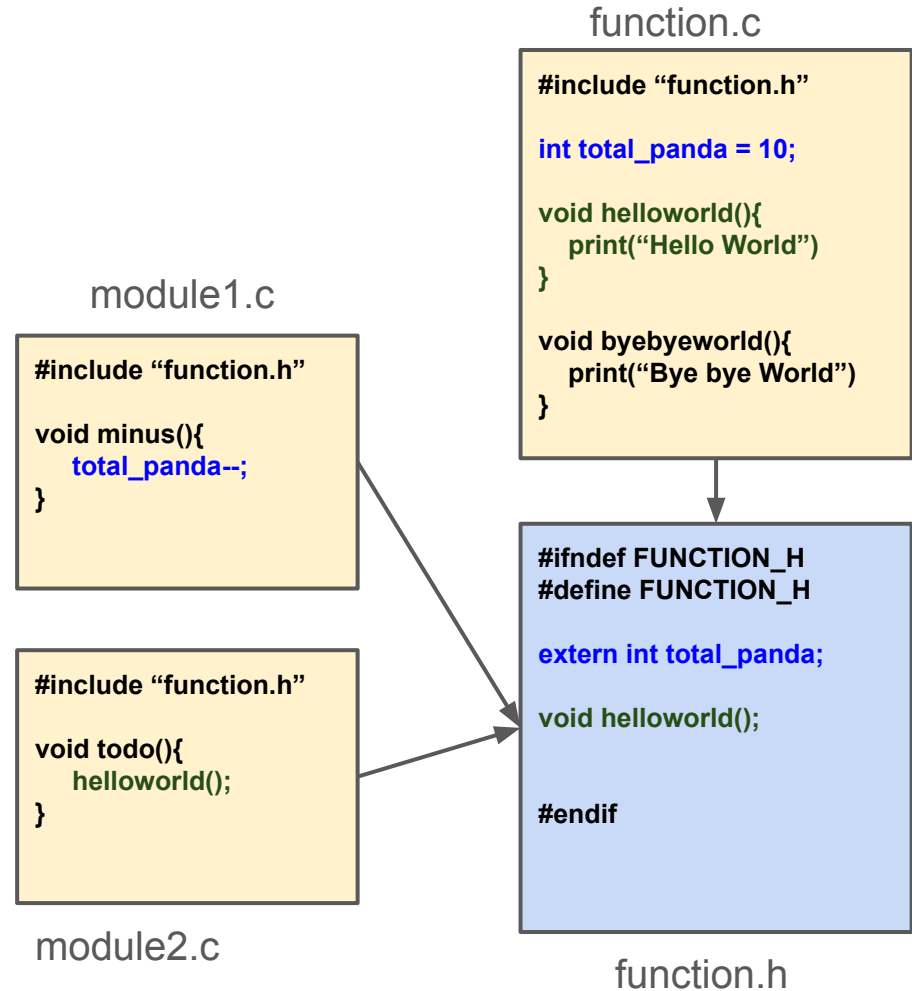 function.c
#include “function.h”
int total_panda = 10;
void helloworld(){
print(“Hello World”)
}
void byebyeworld(){
print(“Bye bye World”)
}
module1.c
#include “function.h”
void minus(){
total_panda--;
}
#include “function.h”
void todo(){
helloworld();
}
module2.c
#ifndef FUNCTION_H
#define FUNCTION_H
extern int total_panda;
void helloworld();
#endif
function.h